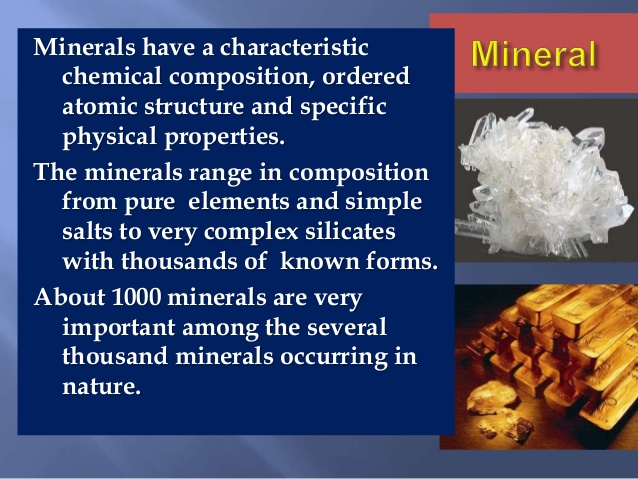 Mineral
Minerals have a characteristic
chemical composition, ordered
atomic structure and specific
physical properties.
The minerals range in composition
from pure elements and simple
salts to very complex silicates
with thousands of known forms.
About 1000 minerals are very
important among the several
thousand minerals occurring in
nature.